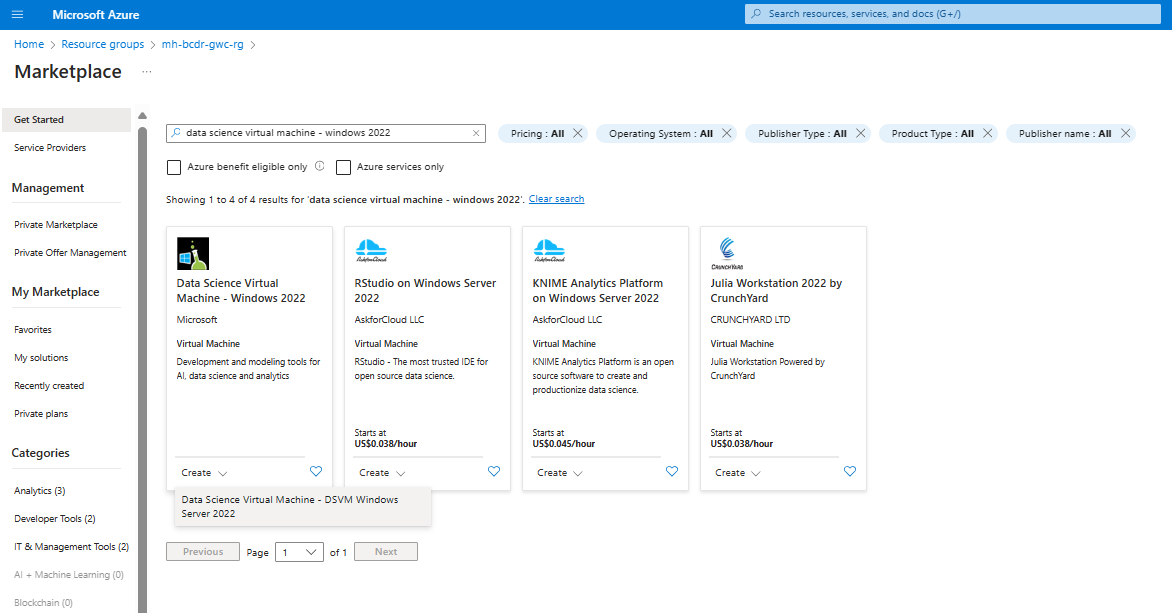 Microsoft Azure
Search resources, services, and docs (G+/)
Home > Resource groups > mh-bcdr-gwc-rg >
Marketplace ...
Get Started
Service Providers
Management
Private Marketplace
Private Offer Management
My Marketplace
Favorites
My solutions
Recently created
Private plans
Categories
Analytics (3)
Developer Tools (2)
IT & Management Tools (2)
AI + Machine Learning (0)
Blockchain (0)
data science virtual machine - windows 2022
Pricing : All
Operating System : All
Publisher Type : All
Product Type : All
Publisher name : All
Azure benefit eligible only
Azure services only
Showing 1 to 4 of 4 results for 'data science virtual machine - windows 2022'. Clear search
Data Science Virtual
Machine - Windows 2022
Microsoft
Virtual Machine
Development and modeling tools for
AI, data science and analytics
Create
Data Science Virtual Machine - DSVM Windows
Server 2022
AskforCloud
RStudio on Windows Server
2022
AskforCloud LLC
Virtual Machine
RStudio - The most trusted IDE for
open source data science.
Starts at
US$0.038/hour
Create
AskforCloud
KNIME Analytics Platform
on Windows Server 2022
AskforCloud LLC
Virtual Machine
KNIME Analytics Platform is an open
source software to create and
productionize data science.
Starts at
US$0.045/hour
Create
CRUNCHYARD
Julia Workstation 2022 by
CrunchYard
CRUNCHYARD LTD
Virtual Machine
Julia Workstation Powered by
CrunchYard
Starts at
US$0.038/hour
Create
Previous
Page 1 of 1
Next